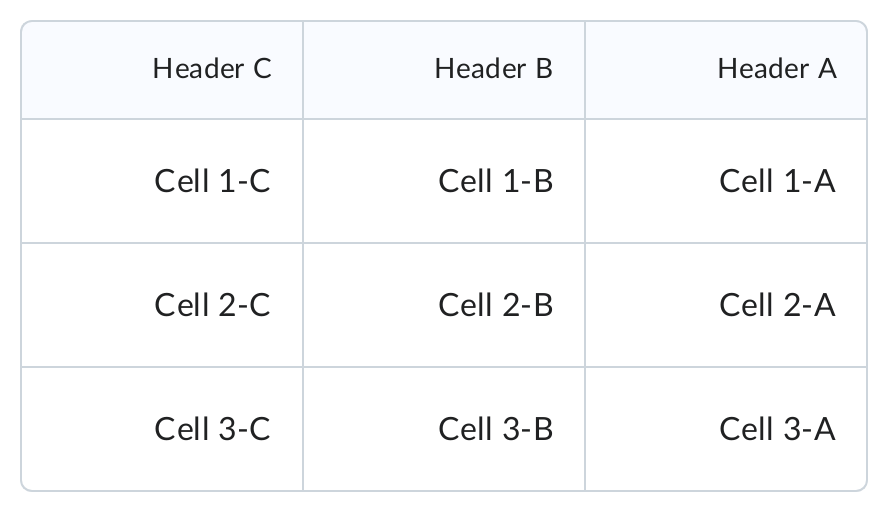 Header C Header B Header A
Cell 1-C Cell 1-B Cell 1-A
Cell 2-C Cell 2-B Cell 2-A
Cell 3-C Cell 3-B Cell 3-A